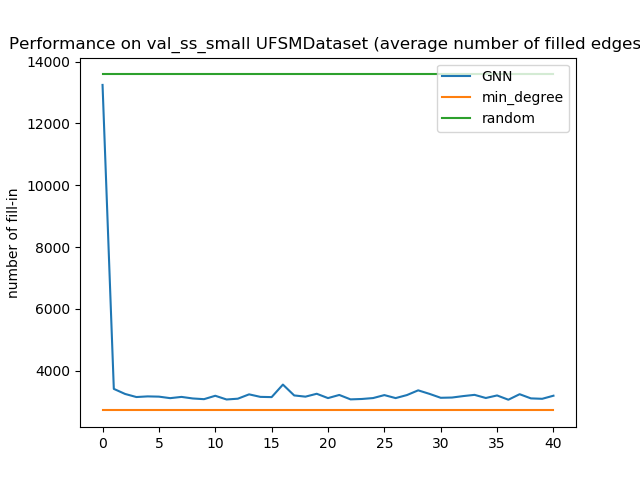 Performance on val_ss_small UFSMDataset (average number of filled edges
14000
12000
10000
8000
6000
4000
number of fill-in
GNN
min_degree
random
0 5 10 15 20 25 30 35 40